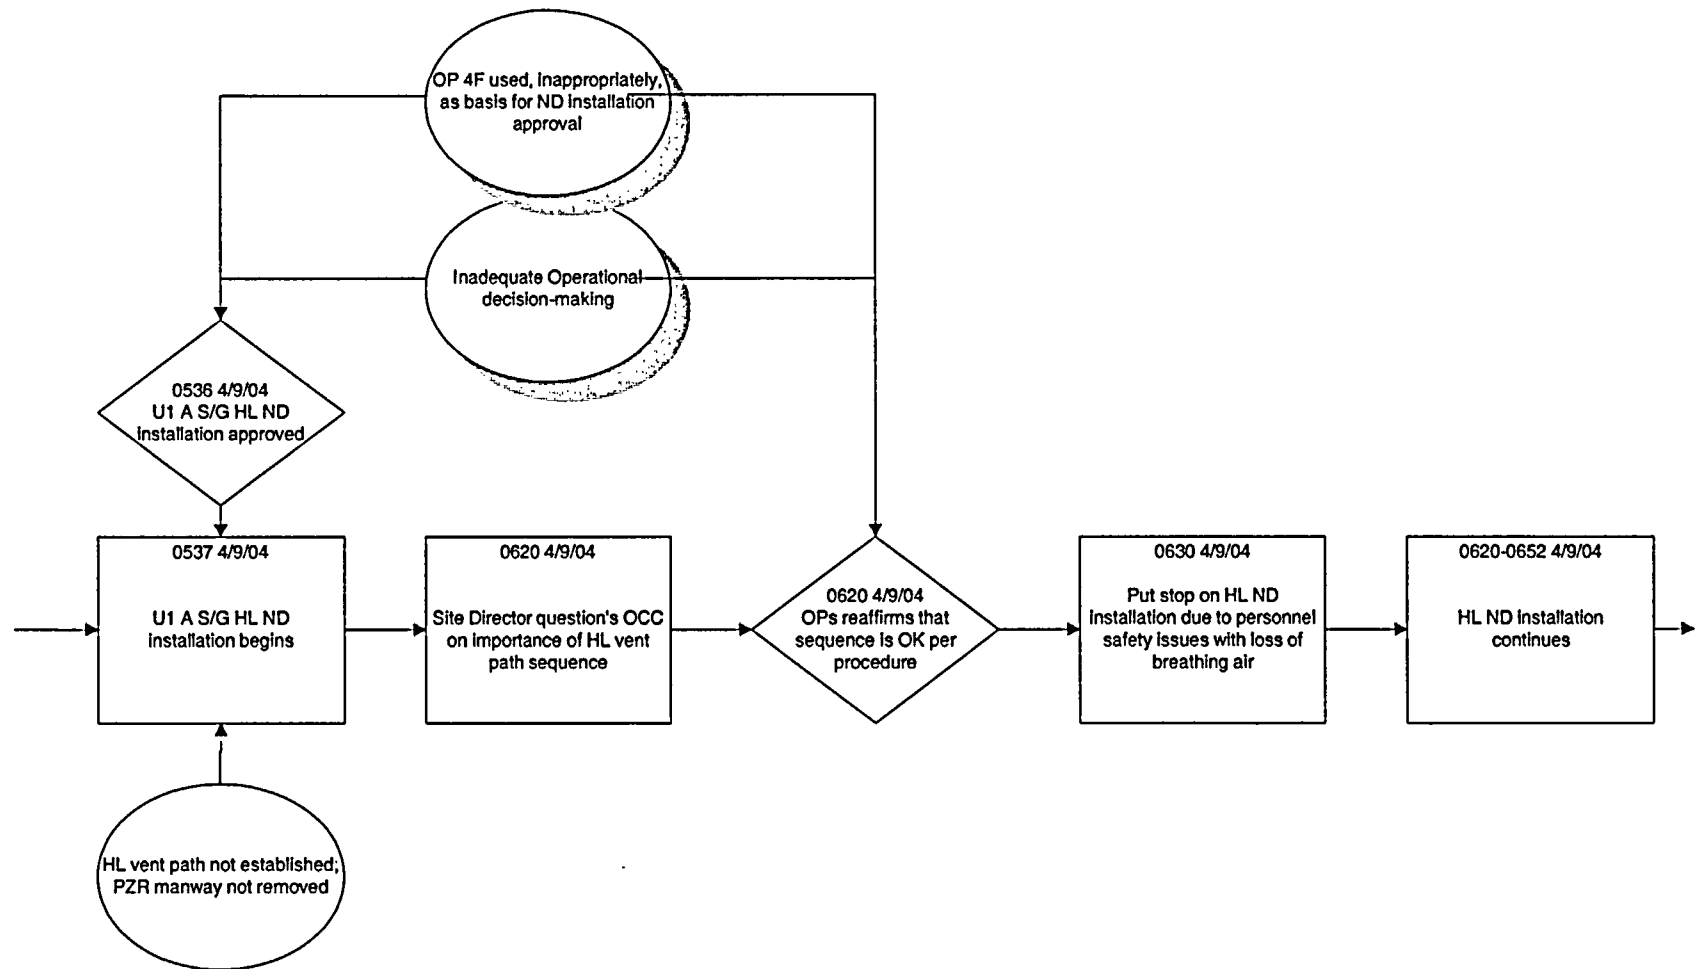 OP 4F used, inappropriately,
as basis for ND installation
approval
Inadequate Operational
decision-making
0536 4/9/04
U1 A S/G HL ND
installation approved
0537 4/9/04
U1 A S/G HL ND
installation begins
0620 4/9/04
Site Director question's OCC
on importance of HL vent
path sequence
0620 4/9/04
OPs reaffirms that
sequence is OK per
procedure
0630 4/9/04
Put stop on HL ND
installation due to personnel
safety issues with loss of
breathing air
0620-0652 4/9/04
HL ND installation
continues
HL vent path not established;
PZR manway not removed